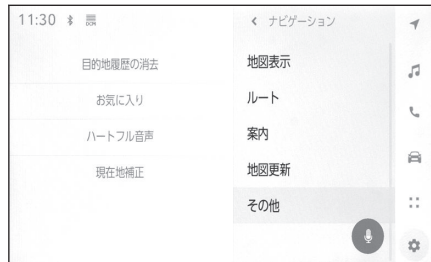 11:30
目的地履歴の消去
お気に入り
ハートフル音声
現在地補正
ナビゲーション
地図表示
ルート
案内
地図更新
その他